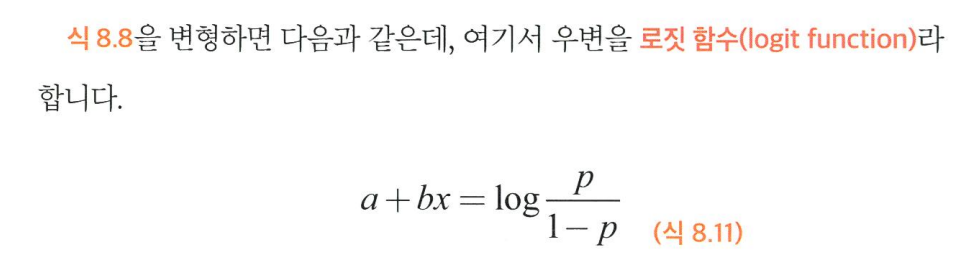 식 8.8을 변형하면 다음과 같은데, 여기서 우변을 로짓 함수(logit function)라
합니다.
a + bx = log p / 1 − p (식 8.11)